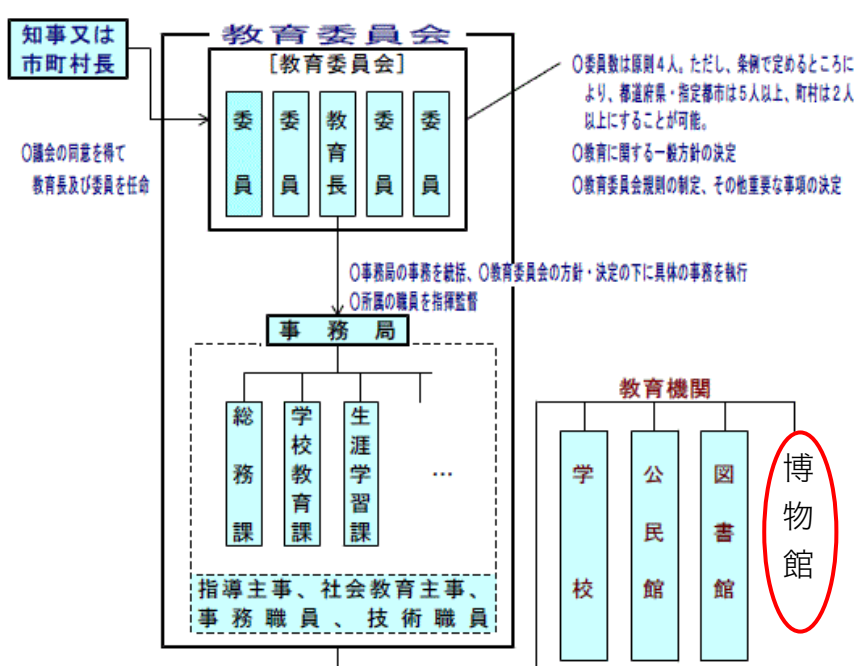 知事又は
市町村長
教育委員会
[教育委員会]
委員
委員
教育長
委員
委員
〇委員数は原則4人。ただし、条例で定めるところに
より、都道府県・指定都市は5人以上、町村は2人
以上にすることが可能。
〇教育に関する一般方針の決定
〇教育委員会規則の制定、その他重要な事項の決定
〇議会の同意を得て
教育長及び委員を任命
〇事務局の事務を統括、〇教育委員会の方針・決定の下に具体の事務を執行
〇所属の職員を指揮監督
事務局
総務課
学校教育課
生涯学習課
…
指導主事、社会教育主事、
事務職員、技術職員
教育機関
学校
公民館
図書館
博物館